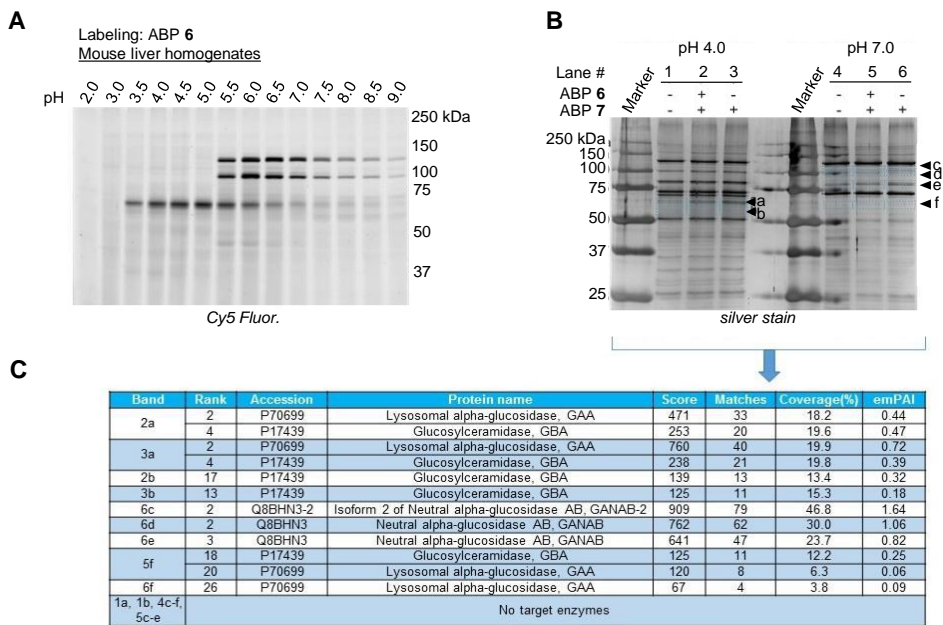 A
Labeling: ABP 6
Mouse liver homogenates
pH 2.0 3.0 3.5 4.0 4.5 5.0 5.5 6.0 6.5 7.0 7.5 8.0 8.5 9.0
250 kDa
150
100
75
50
37
Cy5 Fluor.
B
pH 4.0 pH 7.0
Lane # Marker 1 2 3 Marker 4 5 6
ABP 6 - + - +
ABP 7 - + + - + +
250 kDa
150
100
75
50
37
25
a
b
c
d
e
f
silver stain
C
Band Rank Accession Protein name Score Matches Coverage(%) emPAI
2a 2 P70699 Lysosomal alpha-glucosidase, GAA 471 33 18.2 0.44
4 P17439 Glucosylceramidase, GBA 253 20 19.6 0.47
3a 2 P70699 Lysosomal alpha-glucosidase, GAA 760 40 19.9 0.72
4 P17439 Glucosylceramidase, GBA 238 21 19.8 0.39
2b 17 P17439 Glucosylceramidase, GBA 139 13 13.4 0.32
3b 13 P17439 Glucosylceramidase, GBA 125 11 15.3 0.18
6c 2 Q8BHN3-2 Isoform 2 of Neutral alpha-glucosidase AB, GANAB-2 909 79 46.8 1.64
6d 2 Q8BHN3 Neutral alpha-glucosidase AB, GANAB 762 62 30.0 1.06
6e 3 Q8BHN3 Neutral alpha-glucosidase AB, GANAB 641 47 23.7 0.82
5f 18 P17439 Glucosylceramidase, GBA 125 11 12.2 0.25
20 P70699 Lysosomal alpha-glucosidase, GAA 120 8 6.3 0.06
6f 26 P70699 Lysosomal alpha-glucosidase, GAA 67 4 3.8 0.09
1a, 1b, 4c-f,
5c-e
No target enzymes